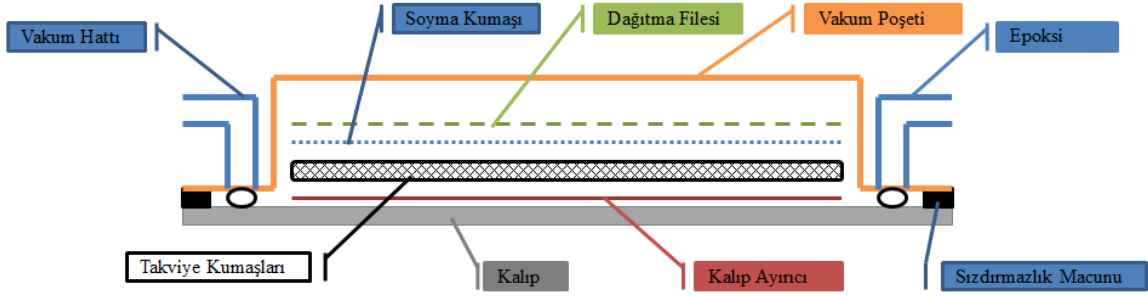 Vakum Hattı
Soyma Kumaşı
Dağıtma Filesi
Vakum Poşeti
Epoksi
Takviye Kumaşları
Kalıp
Kalıp Ayırıcı
Sızdırmazlık Macunu